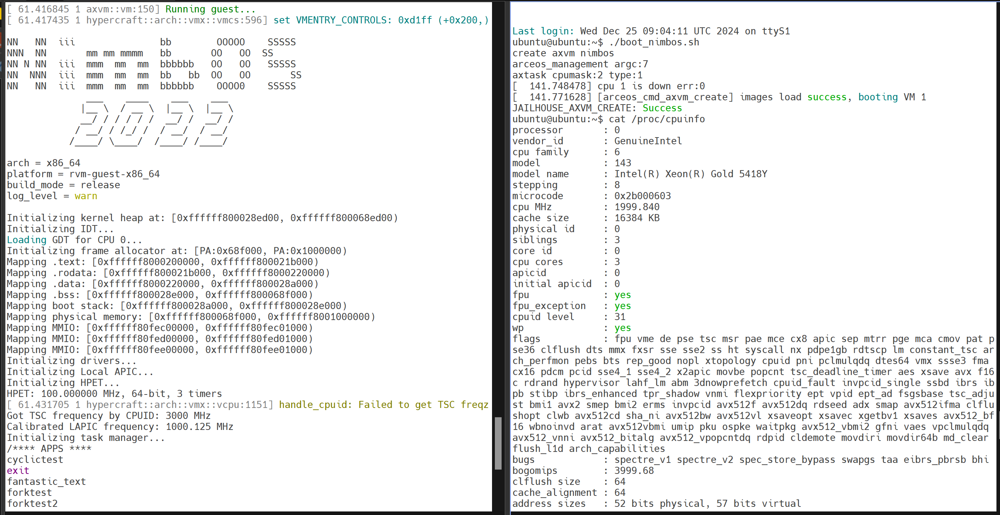 [ 61.416845 1 axvm::vm:150] Running guest...
[ 61.417435 1 hypercraft::arch::vmx::vmcs:596] set VMENTRY_CONTROLS: 0xd1ff (+0x200,)

NN   NN  iii               bb        OOOOO    SSSSS
NNN  NN       mm mm mmmm   bb       OO   OO  SS
NN N NN  iii  mmm  mm  mm  bbbbbb   OO   OO   SSSSS
NN  NNN  iii  mmm  mm  mm  bb   bb  OO   OO       SS
NN   NN  iii  mmm  mm  mm  bbbbbb    OOOOO    SSSSS
              ___    ____    ___   ___
             |__ \  / __ \  |__ \  |__ \
             __/ / / / / /  __/ /  __/ /
            / __/ / /_/ /  / __/  / __/
           /____/ \____/  /____/ /____/

arch = x86_64
platform = rvm-guest-x86_64
build_mode = release
log_level = warn

Initializing kernel heap at: [0xffffff800028ed00, 0xffffff800068ed00)
Initializing IDT...
Loading GDT for CPU 0...
Initializing frame allocator at: [PA:0x68f000, PA:0x1000000)
Mapping .text: [0xffffff8000200000, 0xffffff800021b000)
Mapping .rodata: [0xffffff800021b000, 0xffffff8000220000)
Mapping .data: [0xffffff8000220000, 0xffffff800028a000)
Mapping .bss: [0xffffff800028e000, 0xffffff800068f000)
Mapping boot stack: [0xffffff800028a000, 0xffffff800028e000)
Mapping physical memory: [0xffffff800068f000, 0xffffff8001000000)
Mapping MMIO: [0xffffff80fec00000, 0xffffff80fec01000)
Mapping MMIO: [0xffffff80fed00000, 0xffffff80fed01000)
Mapping MMIO: [0xffffff80fee00000, 0xffffff80fee01000)
Initializing drivers...
Initializing Local APIC...
Initializing HPET...
HPET: 100.000000 MHz, 64-bit, 3 timers
[ 61.431705 1 hypercraft::arch::vmx::vcpu:1151] handle_cpuid: Failed to get TSC freqz
Got TSC frequency by CPUID: 3000 MHz
Calibrated LAPIC frequency: 1000.125 MHz
Initializing task manager...
/**** APPS ****
cyclictest
exit
fantastic_text
forktest
forktest2
Last login: Wed Dec 25 09:04:11 UTC 2024 on ttyS1
ubuntu@ubuntu:~$ ./boot_nimbos.sh
create axvm nimbos
arceos_management argc:7
axtask cpumask:2 type:1
[  141.748478] cpu 1 is down err:0
[  141.771628] [arceos_cmd_axvm_create] images load success, booting VM 1
JAILHOUSE_AXVM_CREATE: Success
ubuntu@ubuntu:~$ cat /proc/cpuinfo
processor       : 0
vendor_id       : GenuineIntel
cpu family      : 6
model           : 143
model name      : Intel(R) Xeon(R) Gold 5418Y
stepping        : 8
microcode       : 0x2b000603
cpu MHz         : 1999.840
cache size      : 16384 KB
physical id     : 0
siblings        : 3
core id         : 0
cpu cores       : 3
apicid          : 0
initial apicid  : 0
fpu             : yes
fpu_exception   : yes
cpuid level     : 31
wp              : yes
flags           : fpu vme de pse tsc msr pae mce cx8 apic sep mtrr pge mca cmov pat p
se36 clflush dts mmx fxsr sse sse2 ss ht syscall nx pdpe1gb rdtscp lm constant_tsc ar
ch_perfmon pebs bts rep_good nopl xtopology cpuid pni pclmulqdq dtes64 vmx ssse3 fma
cx16 pdcm pcid sse4_1 sse4_2 x2apic movbe popcnt tsc_deadline_timer aes xsave avx f16
c rdrand hypervisor lahf_lm abm 3dnowprefetch cpuid_fault invpcid_single ssbd ibrs ib
pb stibp ibrs_enhanced tpr_shadow vnmi flexpriority ept vpid ept_ad fsgsbase tsc_adju
st bmi1 avx2 smep bmi2 erms invpcid avx512f avx512dq rdseed adx smap avx512ifma clflu
shopt clwb avx512cd sha_ni avx512bw avx512vl xsaveopt xsavec xgetbv1 xsaves avx512_bf
16 wbnoinvd arat avx512vbmi umip pku ospke waitpkg avx512_vbmi2 gfni vaes vpclmulqdq
avx512_vnni avx512_bitalg avx512_vpopcntdq rdpid cldemote movdiri movdir64b md_clear
flush_l1d arch_capabilities
bugs            : spectre_v1 spectre_v2 spec_store_bypass swapgs taa eibrs_pbrsb bhi
bogomips        : 3999.68
clflush size    : 64
cache_alignment : 64
address sizes   : 52 bits physical, 57 bits virtual